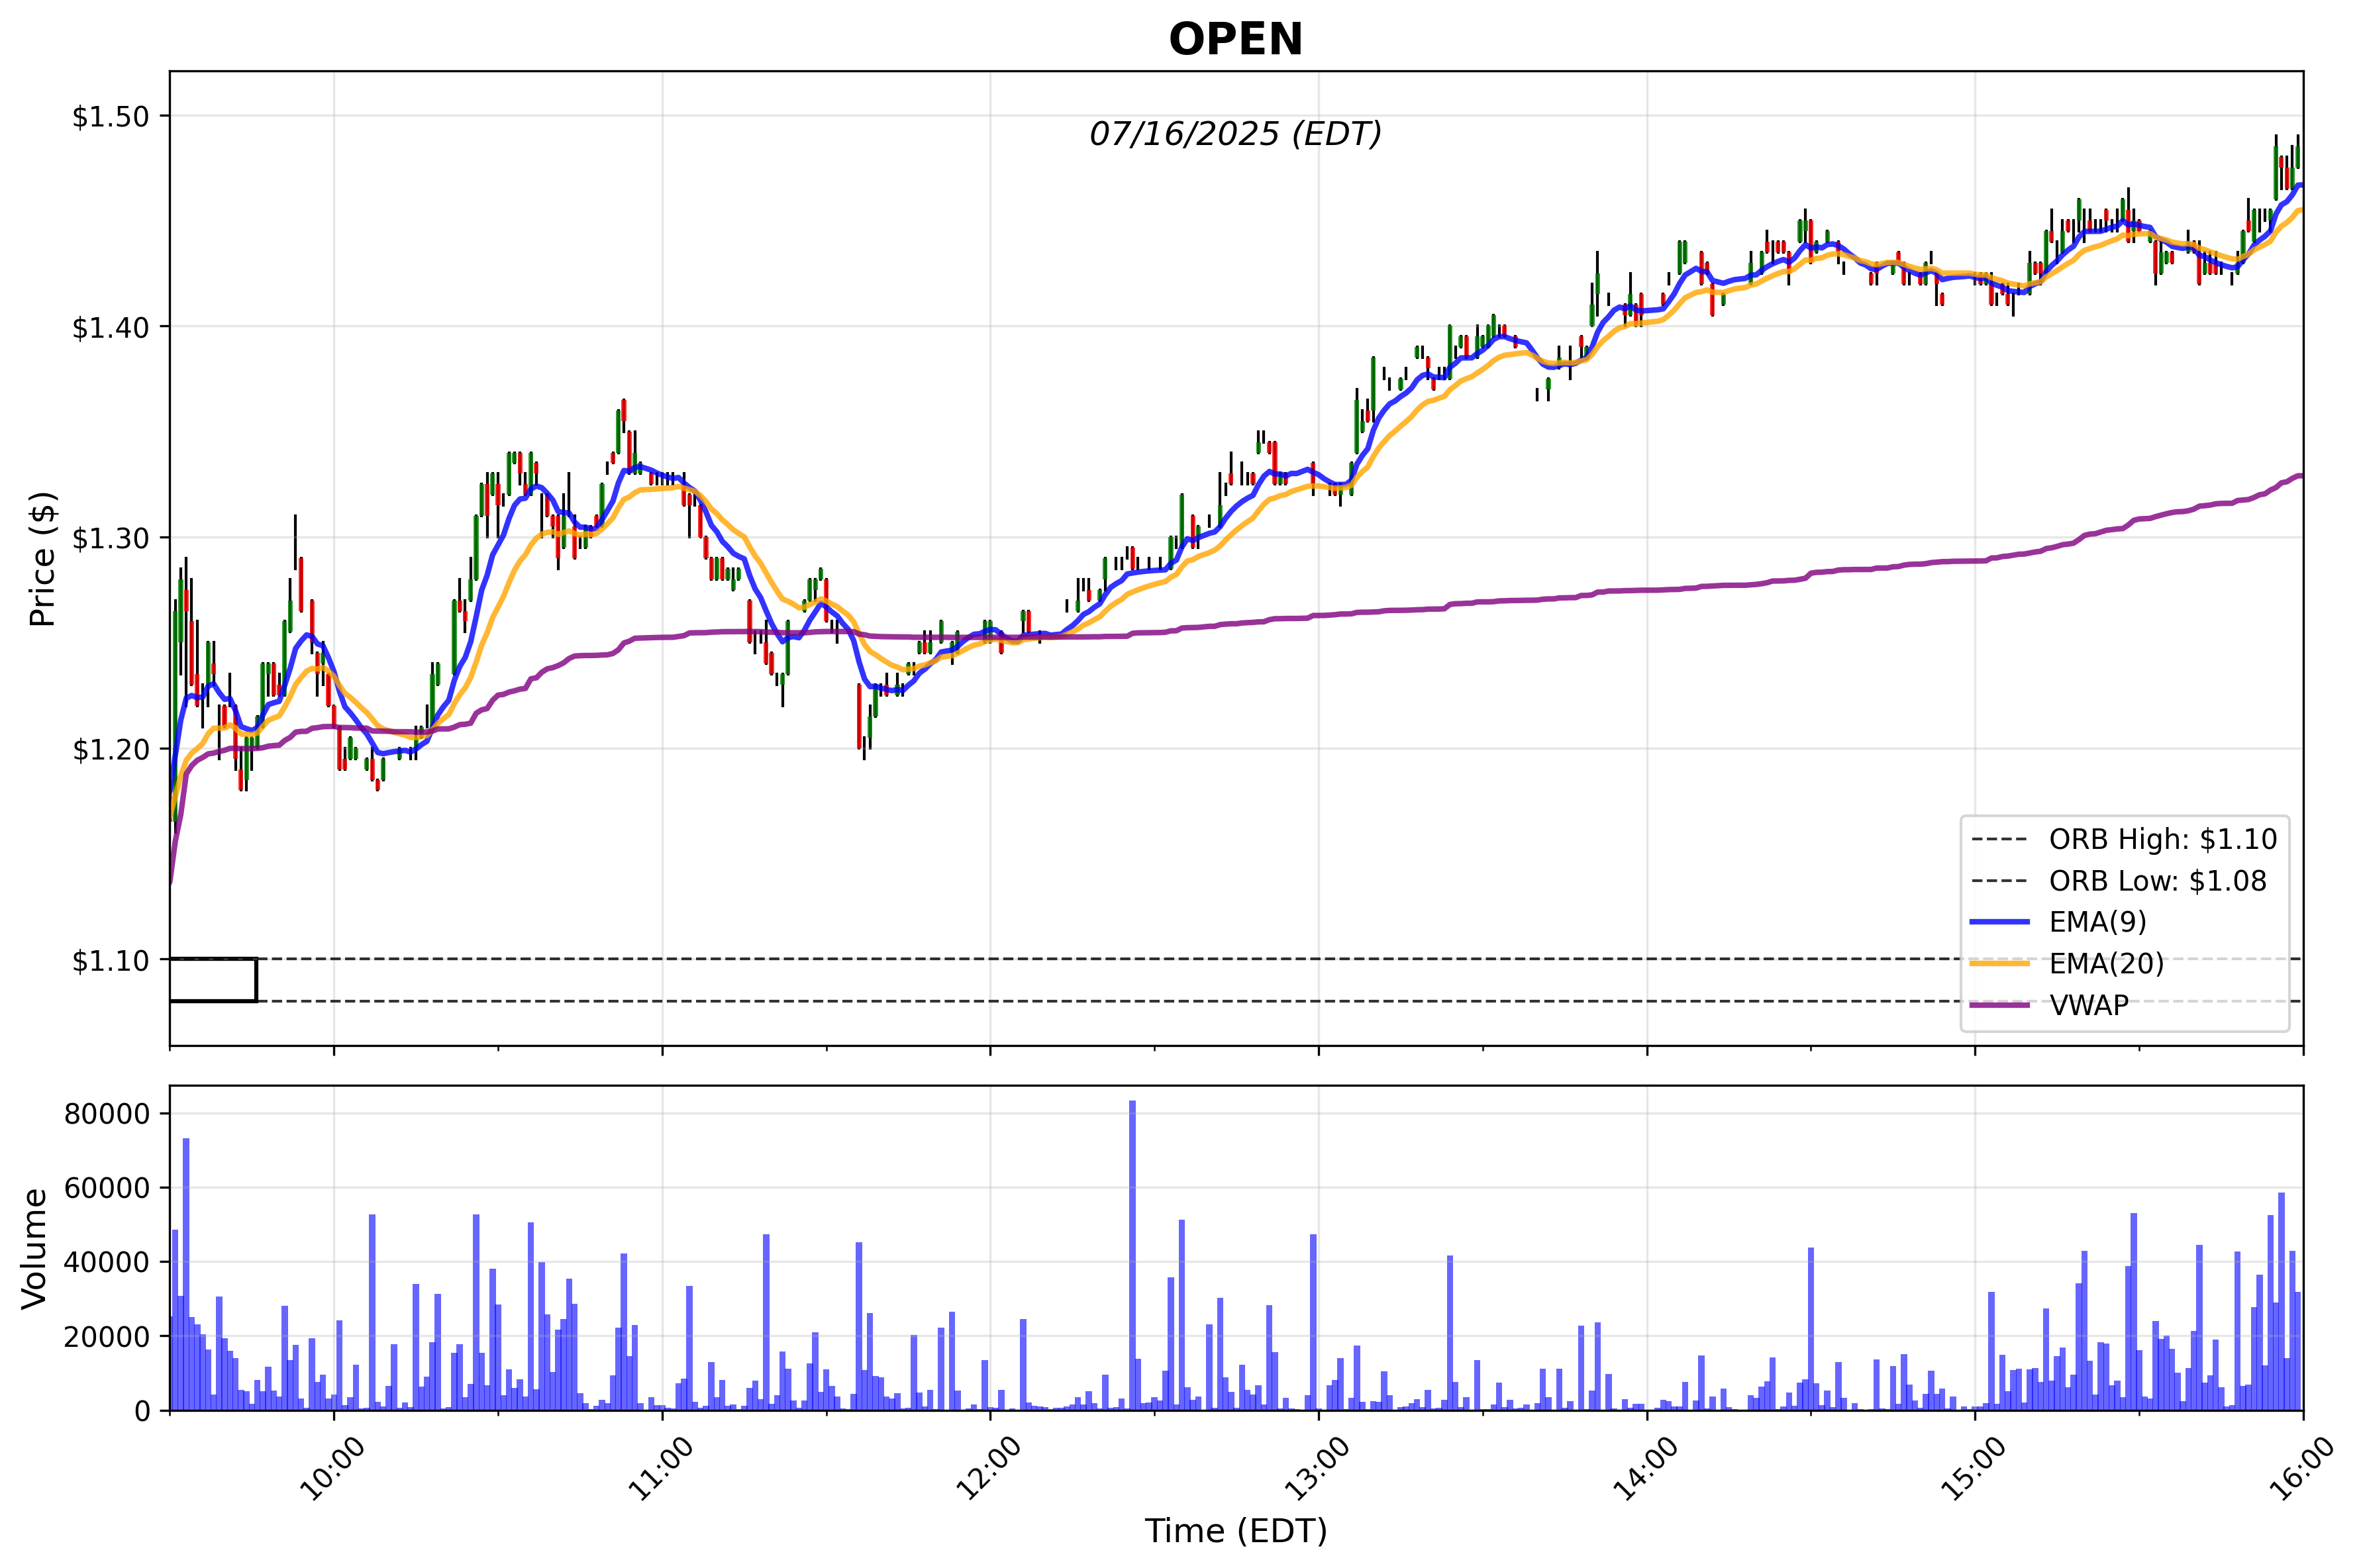 OPEN
07/16/2025 (EDT)
Price ($)
$1.50
$1.40
$1.30
$1.20
$1.10
ORB High: $1.10
ORB Low: $1.08
EMA(9)
EMA(20)
VWAP
Volume
80000
60000
40000
20000
0
10:00
11:00
12:00
13:00
14:00
15:00
16:00
Time (EDT)